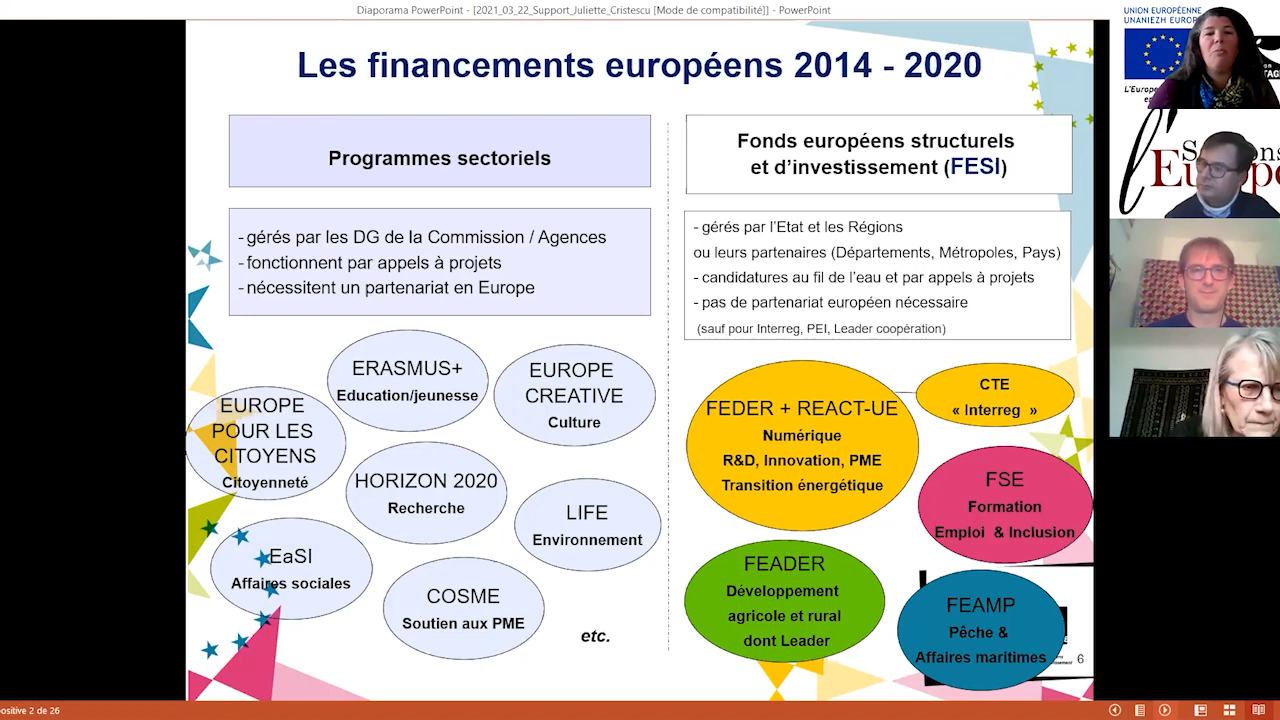 Diaporama PowerPoint - [2021_03_22_Support_Juliette_Cristescu [Mode de compatibilité]] - PowerPoint
Les financements européens 2014 - 2020
Programmes sectoriels
- gérés par les DG de la Commission / Agences
- fonctionnent par appels à projets
- nécessitent un partenariat en Europe
ERASMUS+
Education/jeunesse
EUROPE
CREATIVE
Culture
EUROPE
POUR LES
CITOYENS
Citoyenneté
HORIZON 2020
Recherche
LIFE
Environnement
EaSI
Affaires sociales
COSME
Soutien aux PME
etc.
Fonds européens structurels
et d'investissement (FESI)
- gérés par l'Etat et les Régions
ou leurs partenaires (Départements, Métropoles, Pays)
- candidatures au fil de l'eau et par appels à projets
- pas de partenariat européen nécessaire
(sauf pour Interreg, PEI, Leader coopération)
FEDER + REACT-UE
Numérique
R&D, Innovation, PME
Transition énergétique
CTE
« Interreg »
FSE
Formation
Emploi & Inclusion
FEADER
Développement
agricole et rural
dont Leader
FEAMP
Pêche &
Affaires maritimes
6
UNION EUROPÉENNE
UNANIEZH
L'Europe
positive 2 de 26